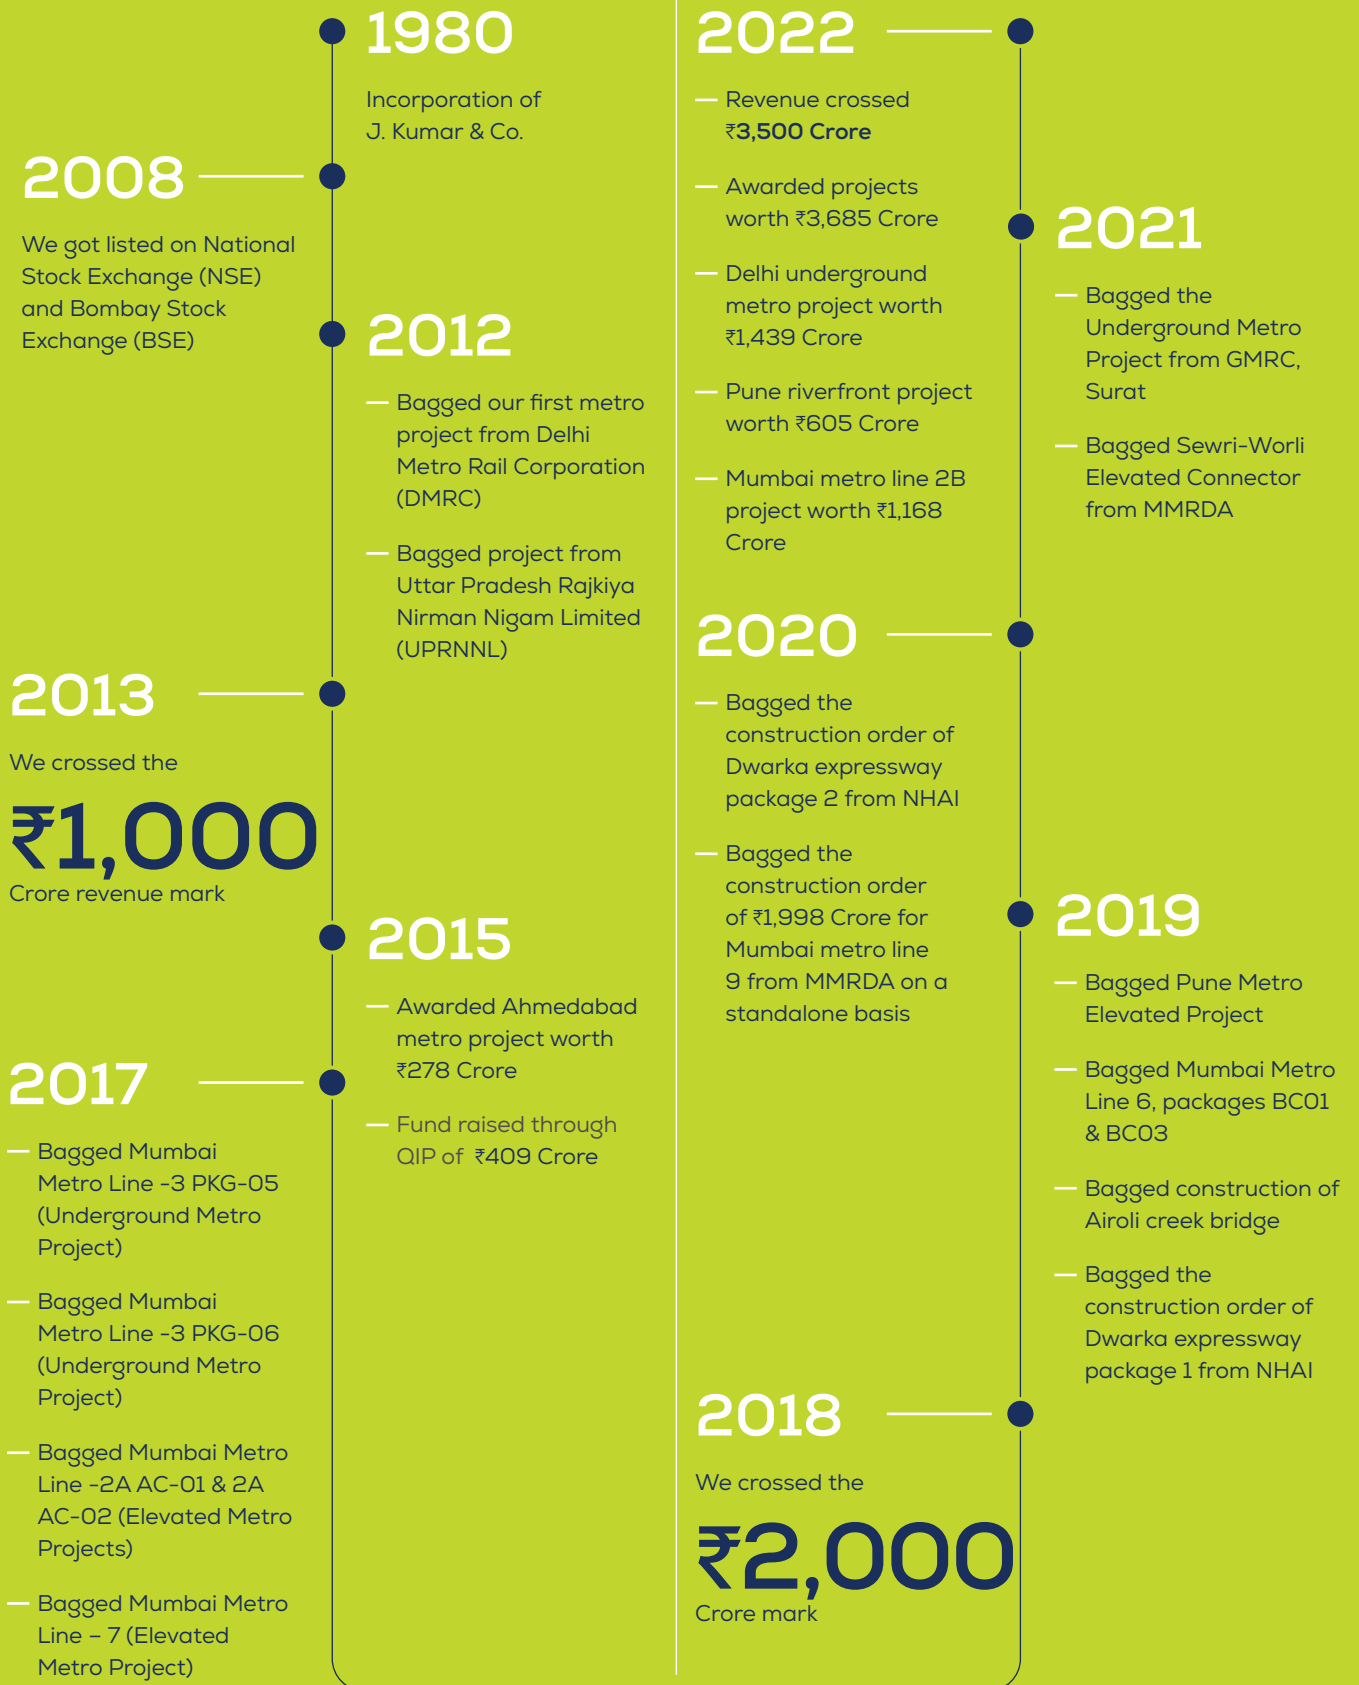 1980
Incorporation of
J. Kumar & Co.
2008
We got listed on National
Stock Exchange (NSE)
and Bombay Stock
Exchange (BSE)
2012
— Bagged our first metro
project from Delhi
Metro Rail Corporation
(DMRC)
— Bagged project from
Uttar Pradesh Rajkiya
Nirman Nigam Limited
(UPRNNL)
2013
We crossed the
₹1,000
Crore revenue mark
2015
— Awarded Ahmedabad
metro project worth
₹278 Crore
— Fund raised through
QIP of ₹409 Crore
2017
— Bagged Mumbai
Metro Line -3 PKG-05
(Underground Metro
Project)
— Bagged Mumbai
Metro Line -3 PKG-06
(Underground Metro
Project)
— Bagged Mumbai Metro
Line -2A AC-01 & 2A
AC-02 (Elevated Metro
Projects)
— Bagged Mumbai Metro
Line – 7 (Elevated
Metro Project)
2022
— Revenue crossed
₹3,500 Crore
— Awarded projects
worth ₹3,685 Crore
— Delhi underground
metro project worth
₹1,439 Crore
— Pune riverfront project
worth ₹605 Crore
— Mumbai metro line 2B
project worth ₹1,168
Crore
2021
— Bagged the
Underground Metro
Project from GMRC,
Surat
— Bagged Sewri-Worli
Elevated Connector
from MMRDA
2020
— Bagged the
construction order of
Dwarka expressway
package 2 from NHAI
— Bagged the
construction order
of ₹1,998 Crore for
Mumbai metro line
9 from MMRDA on a
standalone basis
2019
— Bagged Pune Metro
Elevated Project
— Bagged Mumbai Metro
Line 6, packages BC01
& BC03
— Bagged construction of
Airoli creek bridge
— Bagged the
construction order of
Dwarka expressway
package 1 from NHAI
2018
We crossed the
₹2,000
Crore mark